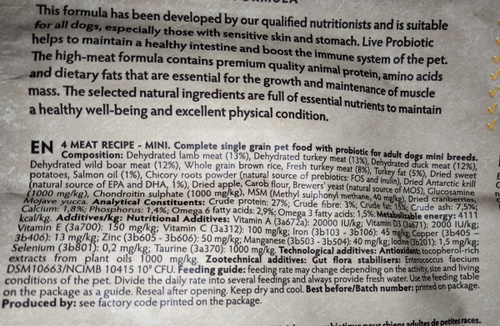 This formula has been developed by our qualified nutritionists and is suitable
for all dogs, especially those with sensitive skin and stomach. Live Probiotic
helps to maintain a healthy intestine and boost the immune system of the pet.
The high-meat formula contains premium quality animal protein, amino acids
and dietary fats that are essential for the growth and maintenance of muscle
mass. The selected natural ingredients are full of essential nutrients to maintain
a healthy well-being and excellent physical condition.
EN 4 MEAT RECIPE - MINI. Complete single grain pet food with probiotic for adult dogs mini breeds.
Composition: Dehydrated lamb meat (13%), Dehydrated turkey meat (13%), Dehydrated duck meat (12%),
Dehydrated wild boar meat (12%), Whole grain brown rice, Fresh turkey meat (8%), Turkey fat (5%), Dried sweet
potatoes, Salmon oil (1%), Chicory roots powder (natural source of prebiotics: FOS and inulin), Dried Antarctic krill
(natural source of EPA and DHA, 1%), Dried apple, Carob flour, Brewers' yeast (natural source of MOS), Glucosamine
(1000 mg/kg), Chondroitin sulphate (1000 mg/kg), MSM (Methyl sulphonyl methane, 40 mg/kg), Dried cranberries,
Mojave yucca. Analytical Constituents: Crude protein: 27%; Crude fibre: 3%; Crude fat: 15%; Crude ash: 7,5%;
Calcium: 1,8%; Phosphorus: 1,4%; Omega 6 fatty acids: 2,9%; Omega 3 fatty acids: 1,5%. Metabolizable energy: 4111
kcal/kg. Additives/kg: Nutritional Additives: Vitamin A (3a672a): 20000 IU/kg; Vitamin D3 (3a671): 2000 IU/kg;
Vitamin E (3a700): 150 mg/kg; Vitamin C (3a312): 100 mg/kg; Iron (3b103 - 3b106): 45 mg/kg; Copper (3b405 –
3b406): 13 mg/kg; Zinc (3b605 - 3b606): 50 mg/kg; Manganese (3b503 - 3b504): 40 mg/kg; Iodine (3b201): 1,5 mg/kg;
Selenium (3b801): 0,2 mg/kg; Taurine (3a370): 1000 mg/kg. Technological additives: Antioxidant: tocopherol-rich
extracts from plant oils 1000 mg/kg. Zootechnical additives: Gut flora stabilisers: Enterococcus faecium
DSM10663/NCIMB 10415 10⁹ CFU. Feeding guide: feeding rate may change depending on the activity, size and living
conditions of the pet. Divide the daily rate into several feedings and always provide fresh water. Use the feeding table
on the package as a guide. Reseal after opening. Keep dry and cool. Best before/Batch number: printed on package.
Produced by: see factory code printed on the package.
chiens adultes de petites races.